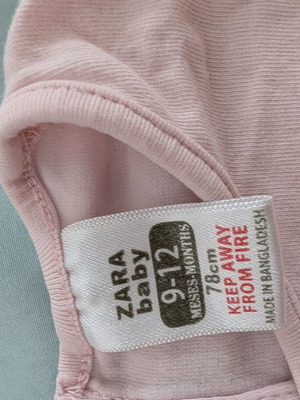 ZARA
baby
9-12
MESES-MONTHS
78cm
KEEP AWAY
FROM FIRE
MADE IN BANGLADESH